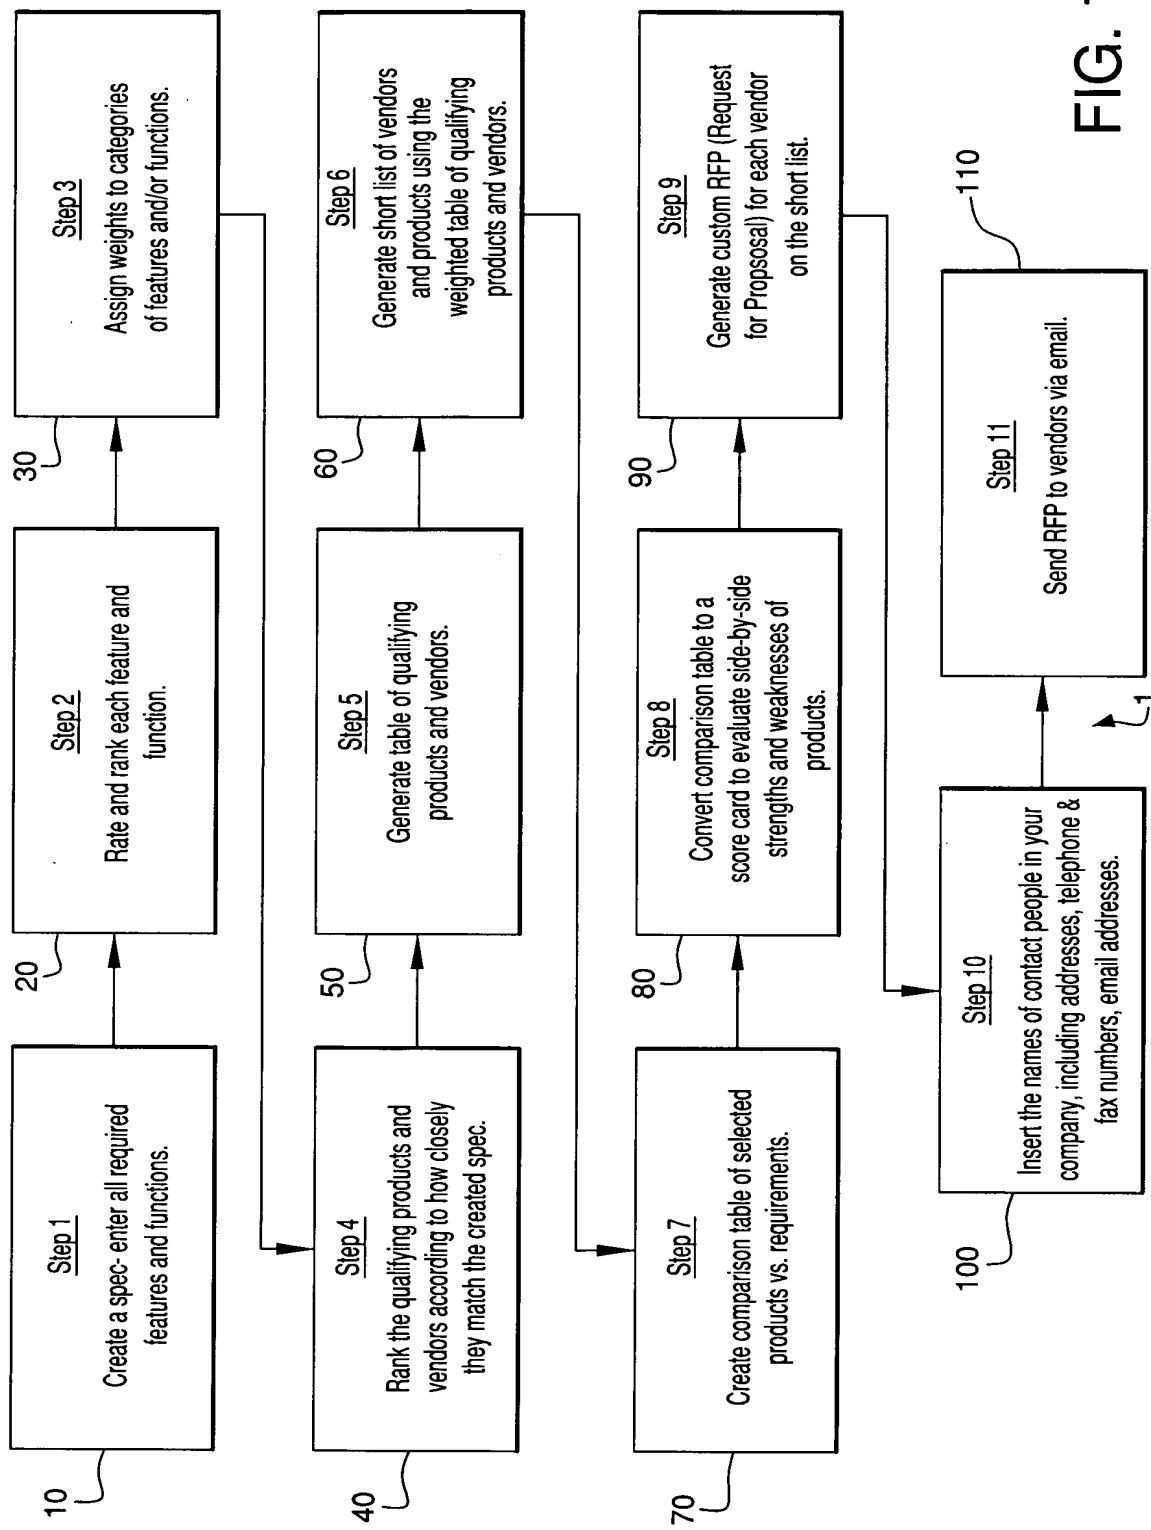 Step 1
Create a spec- enter all required
features and functions.
10
Step 2
Rate and rank each feature and
function.
20
Step 3
Assign weights to categories
of features and/or functions.
30
Step 4
Rank the qualifying products and
vendors according to how closely
they match the created spec.
40
Step 5
Generate table of qualifying
products and vendors.
50
Step 6
Generate short list of vendors
and products using the
weighted table of qualifying
products and vendors.
60
Step 7
Create comparison table of selected
products vs. requirements.
70
Step 8
Convert comparison table to a
score card to evaluate side-by-side
strengths and weaknesses of
products.
80
Step 9
Generate custom RFP (Request
for Propsosal) for each vendor
on the short list.
90
Step 10
Insert the names of contact people in your
company, including addresses, telephone &
fax numbers, email addresses.
100
Step 11
Send RFP to vendors via email.
110
1
FIG.